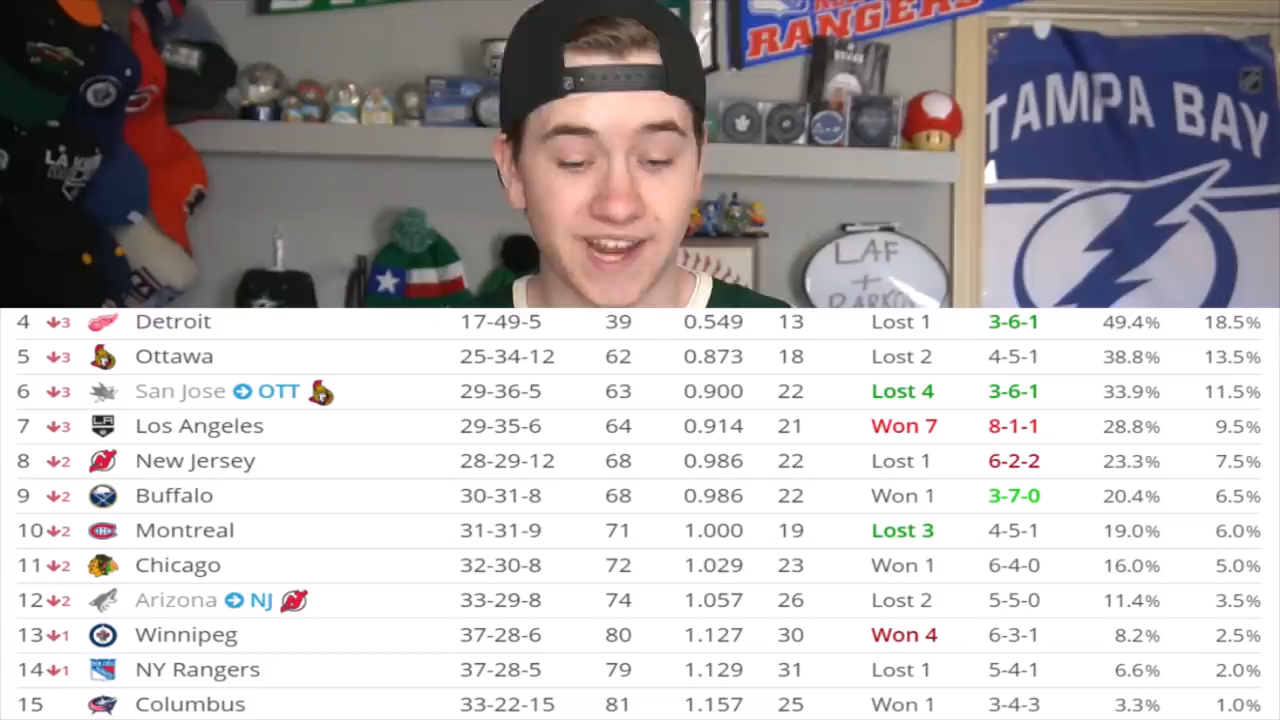 RANGERS
TAMPA BAY
LA
LAF
+
4 3 Detroit 17-49-5 39 0.549 13 Lost 1 3-6-1 49.4% 18.5%
5 3 Ottawa 25-34-12 62 0.873 18 Lost 2 4-5-1 38.8% 13.5%
6 3 San Jose OTT 29-36-5 63 0.900 22 Lost 4 3-6-1 33.9% 11.5%
7 3 Los Angeles 29-35-6 64 0.914 21 Won 7 8-1-1 28.8% 9.5%
8 2 New Jersey 28-29-12 68 0.986 22 Lost 1 6-2-2 23.3% 7.5%
9 2 Buffalo 30-31-8 68 0.986 22 Won 1 3-7-0 20.4% 6.5%
10 2 Montreal 31-31-9 71 1.000 19 Lost 3 4-5-1 19.0% 6.0%
11 2 Chicago 32-30-8 72 1.029 23 Won 1 6-4-0 16.0% 5.0%
12 2 Arizona NJ 33-29-8 74 1.057 26 Lost 2 5-5-0 11.4% 3.5%
13 1 Winnipeg 37-28-6 80 1.127 30 Won 4 6-3-1 8.2% 2.5%
14 1 NY Rangers 37-28-5 79 1.129 31 Lost 1 5-4-1 6.6% 2.0%
15 Columbus 33-22-15 81 1.157 25 Won 1 3-4-3 3.3% 1.0%